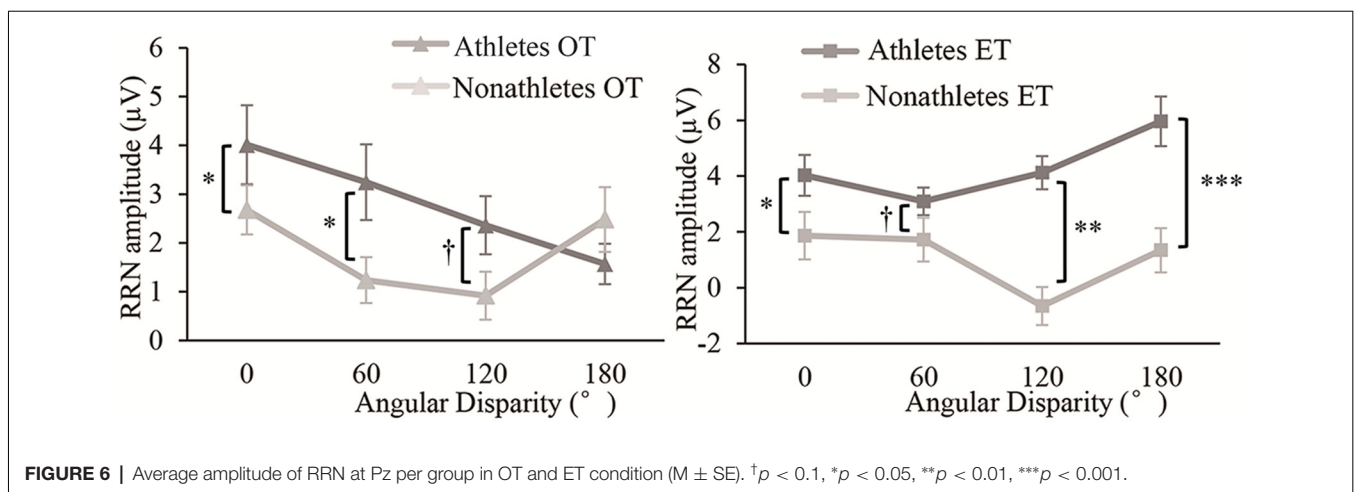 Athletes OT
Nonathletes OT
RRN amplitude (μV)
6
5
4
3
2
1
0
*
*
†
0 60 120 180
Angular Disparity (° )
Athletes ET
Nonathletes ET
RRN amplitude (μV)
8
6
4
2
0
-2
*
†
**
***
0 60 120 180
Angular Disparity (° )
FIGURE 6 | Average amplitude of RRN at Pz per group in OT and ET condition (M ± SE). †p < 0.1, *p < 0.05, **p < 0.01, ***p < 0.001.